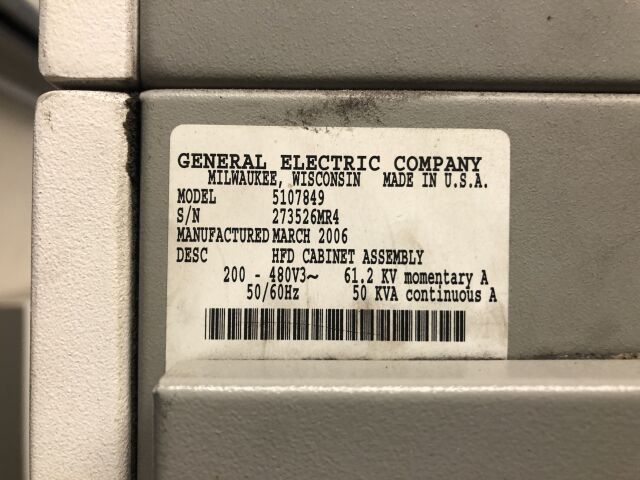 GENERAL ELECTRIC COMPANY
MILWAUKEE, WISCONSIN MADE IN U.S.A.
MODEL 5107849
S/N 273526MR4
MANUFACTURED MARCH 2006
DESC HFD CABINET ASSEMBLY
200 - 480V3~ 61.2 KV momentary A
50/60Hz 50 KVA continuous A